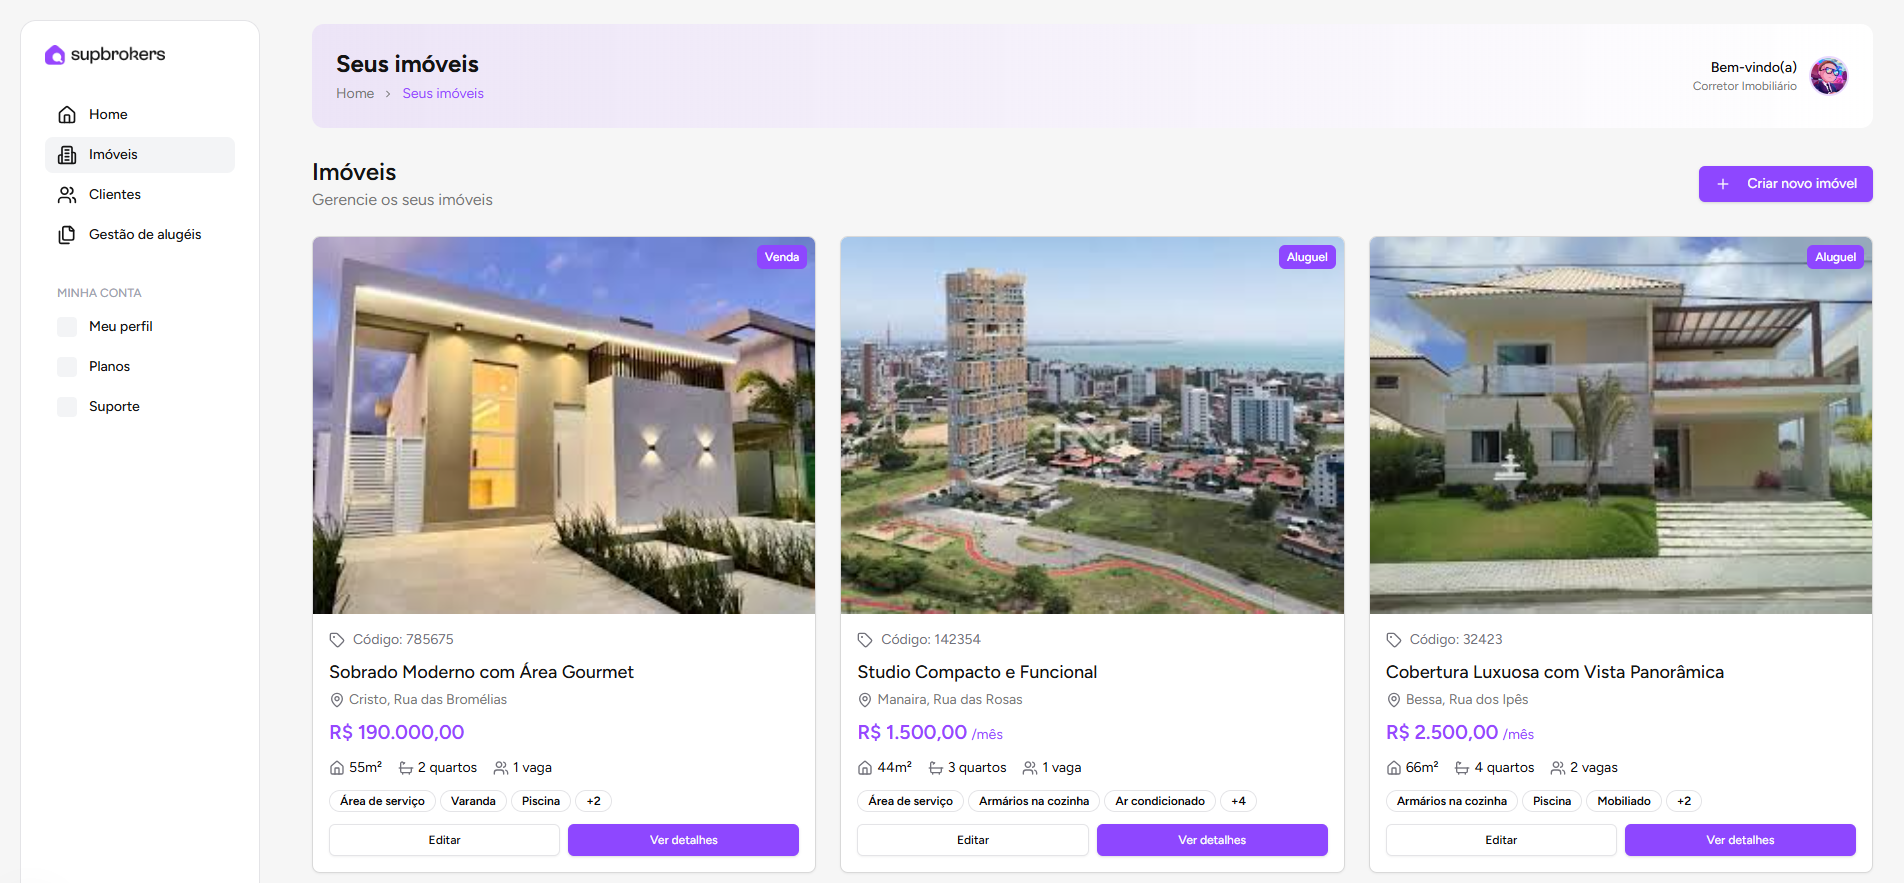 supbrokers
Home
Imóveis
Clientes
Gestão de alugéis
MINHA CONTA
Meu perfil
Planos
Suporte
Seus imóveis
Home > Seus imóveis
Bem-vindo(a)
Corretor Imobiliário
Imóveis
Gerencie os seus imóveis
+ Criar novo imóvel
Venda
Código: 785675
Sobrado Moderno com Área Gourmet
Cristo, Rua das Bromélias
R$ 190.000,00
55m² 2 quartos 1 vaga
Área de serviço Varanda Piscina +2
Editar Ver detalhes
Aluguel
Código: 142354
Studio Compacto e Funcional
Manaira, Rua das Rosas
R$ 1.500,00 /mês
44m² 3 quartos 1 vaga
Área de serviço Armários na cozinha Ar condicionado +4
Editar Ver detalhes
Aluguel
Código: 32423
Cobertura Luxuosa com Vista Panorâmica
Bessa, Rua dos Ipês
R$ 2.500,00 /mês
66m² 4 quartos 2 vagas
Armários na cozinha Piscina Mobiliado +2
Editar Ver detalhes